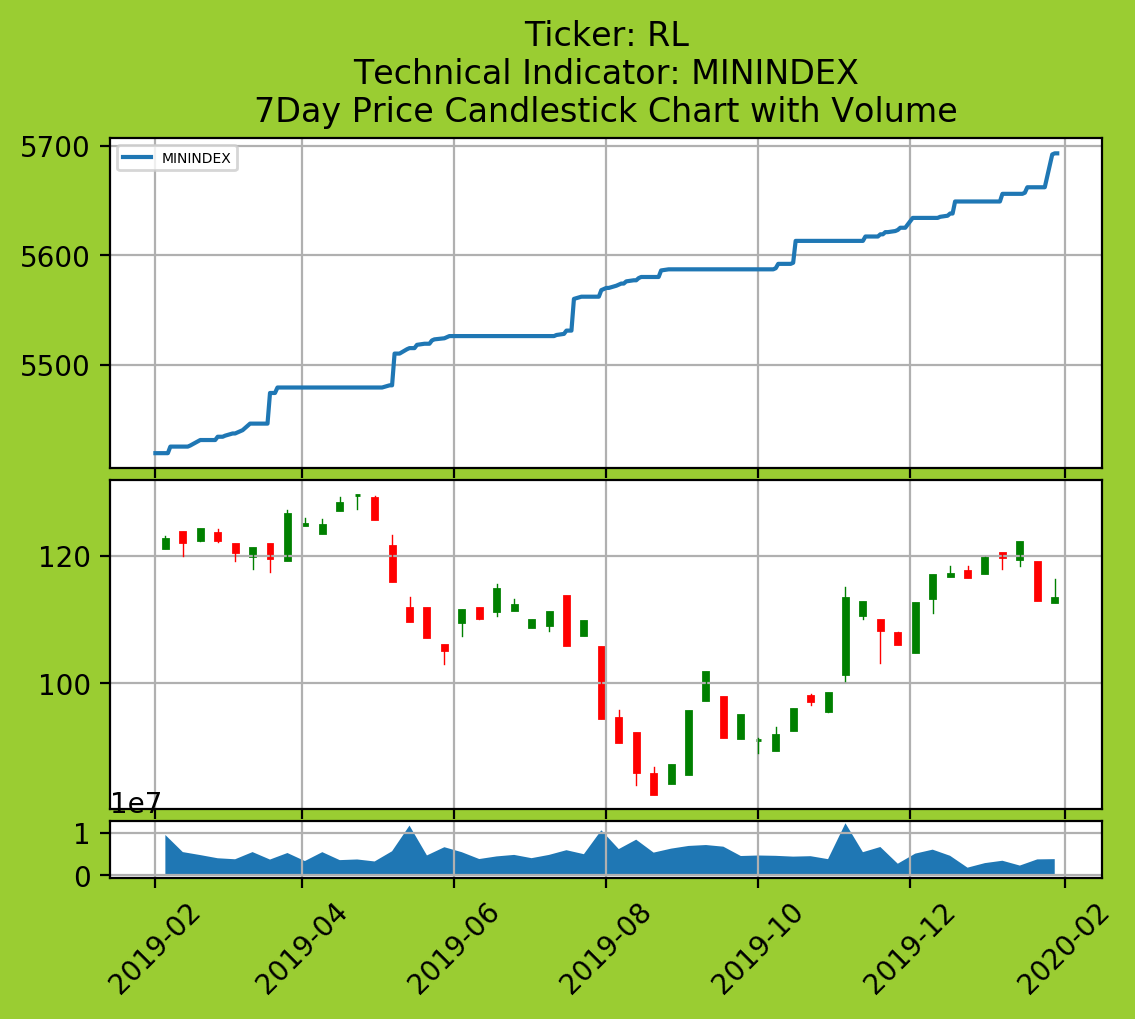 Ticker: RL
Technical Indicator: MININDEX
7Day Price Candlestick Chart with Volume
5700
MININDEX
5600
5500
120
100
1e7
1
0
2019-02
2019-04
2019-06
2019-08
2019-10
2019-12
2020-02